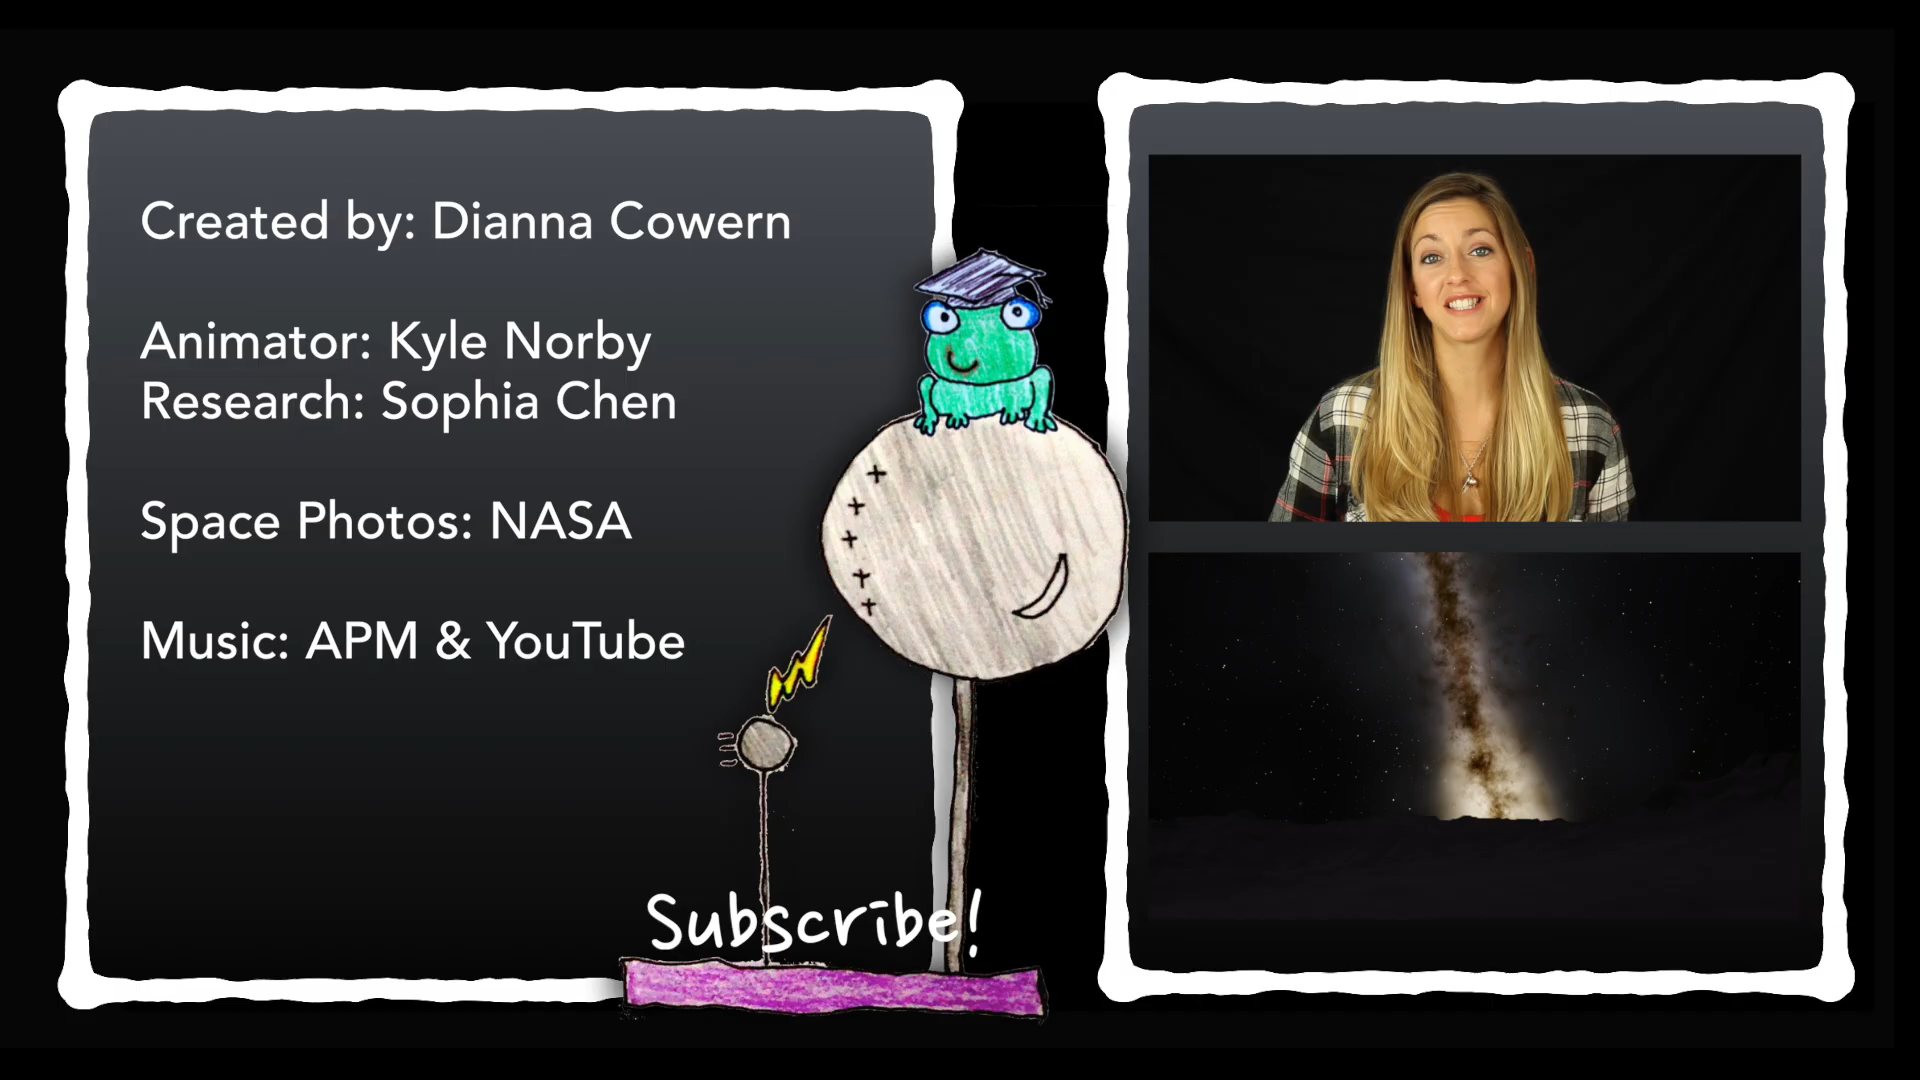 Created by: Dianna Cowern
Animator: Kyle Norby
Research: Sophia Chen
Space Photos: NASA
Music: APM & YouTube
Subscribe!